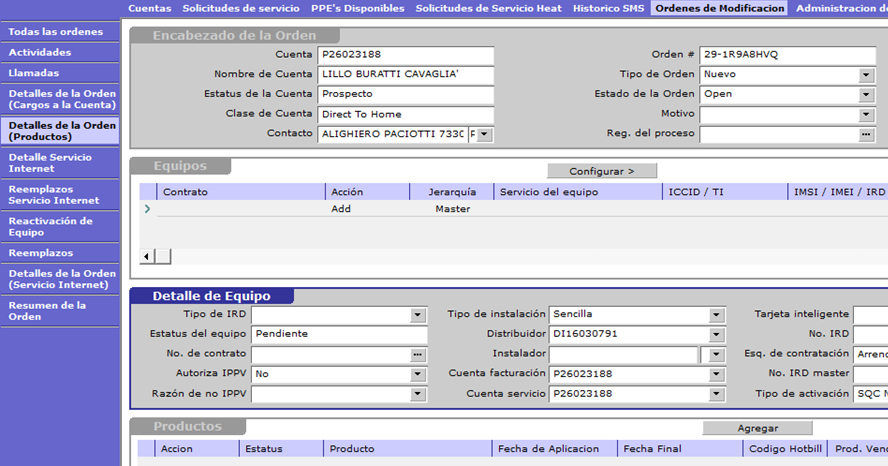 Cuentas Solicitudes de servicio PPE's Disponibles Solicitudes de Servicio Heat Historico SMS Ordenes de Modificacion Administracion de
Todas las ordenes
Actividades
Llamadas
Detalles de la Orden
(Cargos a la Cuenta)
Detalles de la Orden
(Productos)
Detalle Servicio
Internet
Reemplazos
Servicio Internet
Reactivación de
Equipo
Reemplazos
Detalles de la Orden
(Servicio Internet)
Resumen de la
Orden
Encabezado de la Orden
Cuenta P26023188 Orden # 29-1R9A8HVQ
Nombre de Cuenta LILLO BURATTI CAVAGLIA' Tipo de Orden Nuevo
Estatus de la Cuenta Prospecto Estado de la Orden Open
Clase de Cuenta Direct To Home Motivo
Contacto ALIGHIERO PACIOTTI 733 Reg. del proceso
Equipos Configurar >
Contrato Acción Jerarquía Servicio del equipo ICCID / TI IMSI / IMEI / IRD
Add Master
Detalle de Equipo
Tipo de IRD Tipo de instalación Sencilla Tarjeta inteligente
Estatus del equipo Pendiente Distribuidor DI16030791 No. IRD
No. de contrato Instalador Esq. de contratación Arren
Autoriza IPPV No Cuenta facturación P26023188 No. IRD master
Razón de no IPPV Cuenta servicio P26023188 Tipo de activación SQC
Productos Agregar
Accion Estatus Producto Fecha de Aplicacion Fecha Final Codigo Hotbill Prod. Ven